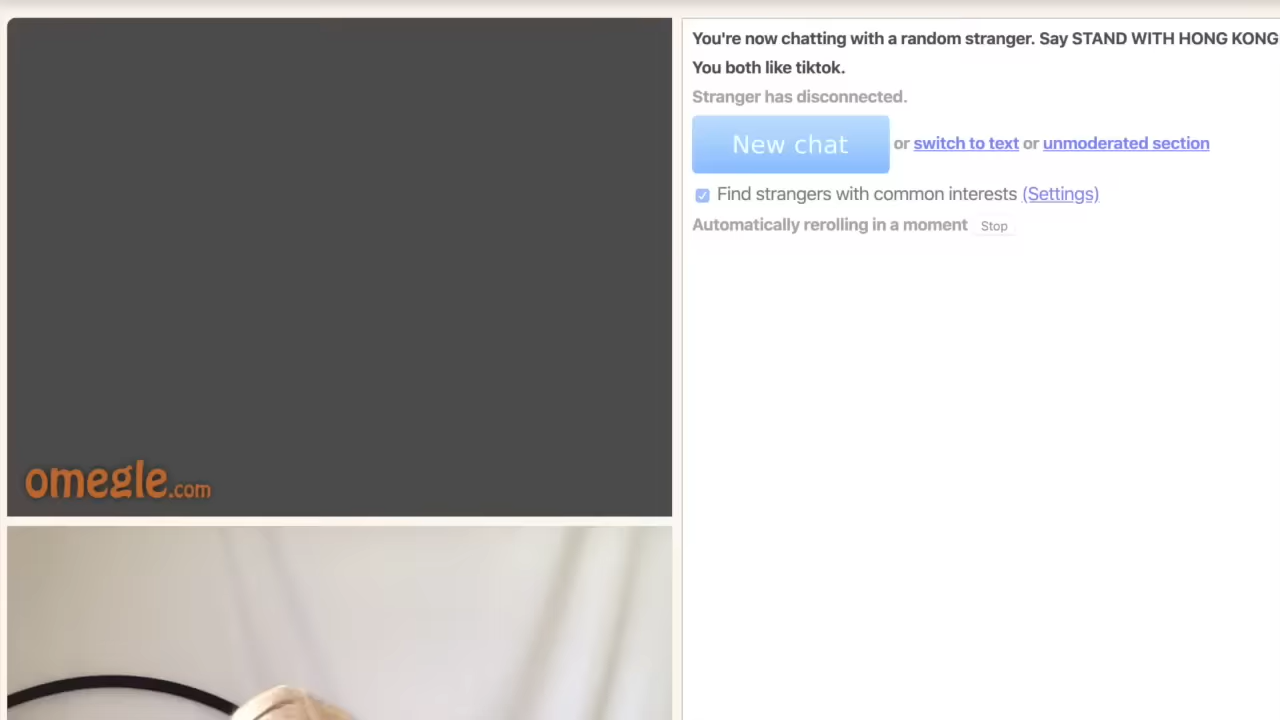 You're now chatting with a random stranger. Say STAND WITH HONG KONG
You both like tiktok.
Stranger has disconnected.
New chat or switch to text or unmoderated section
Find strangers with common interests (Settings)
Automatically rerolling in a moment Stop
omegle.com